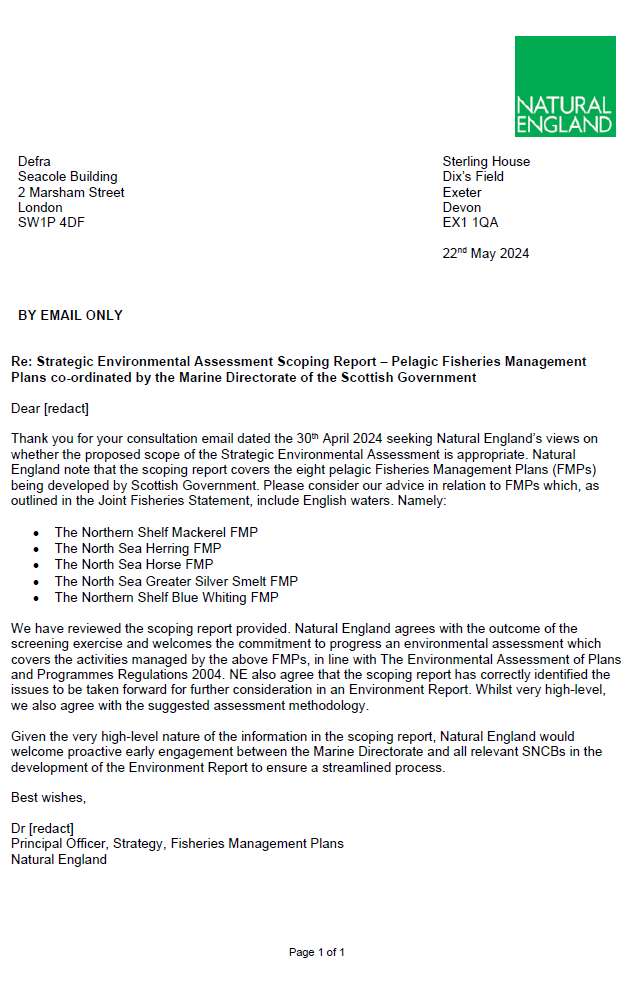 NATURAL
ENGLAND
Defra
Seacole Building
2 Marsham Street
London
SW1P 4DF
Sterling House
Dix's Field
Exeter
Devon
EX1 1QA
22nd May 2024
BY EMAIL ONLY
Re: Strategic Environmental Assessment Scoping Report – Pelagic Fisheries Management
Plans co-ordinated by the Marine Directorate of the Scottish Government
Dear [redact]
Thank you for your consultation email dated the 30th April 2024 seeking Natural England's views on
whether the proposed scope of the Strategic Environmental Assessment is appropriate. Natural
England note that the scoping report covers the eight pelagic Fisheries Management Plans (FMPs)
being developed by Scottish Government. Please consider our advice in relation to FMPs which, as
outlined in the Joint Fisheries Statement, include English waters. Namely:
• The Northern Shelf Mackerel FMP
• The North Sea Herring FMP
• The North Sea Horse FMP
• The North Sea Greater Silver Smelt FMP
• The Northern Shelf Blue Whiting FMP
We have reviewed the scoping report provided. Natural England agrees with the outcome of the
screening exercise and welcomes the commitment to progress an environmental assessment which
covers the activities managed by the above FMPs, in line with The Environmental Assessment of Plans
and Programmes Regulations 2004. NE also agree that the scoping report has correctly identified the
issues to be taken forward for further consideration in an Environment Report. Whilst very high-level,
we also agree with the suggested assessment methodology.
Given the very high-level nature of the information in the scoping report, Natural England would
welcome proactive early engagement between the Marine Directorate and all relevant SNCBs in the
development of the Environment Report to ensure a streamlined process.
Best wishes,
Dr [redact]
Principal Officer, Strategy, Fisheries Management Plans
Natural England
Page 1 of 1